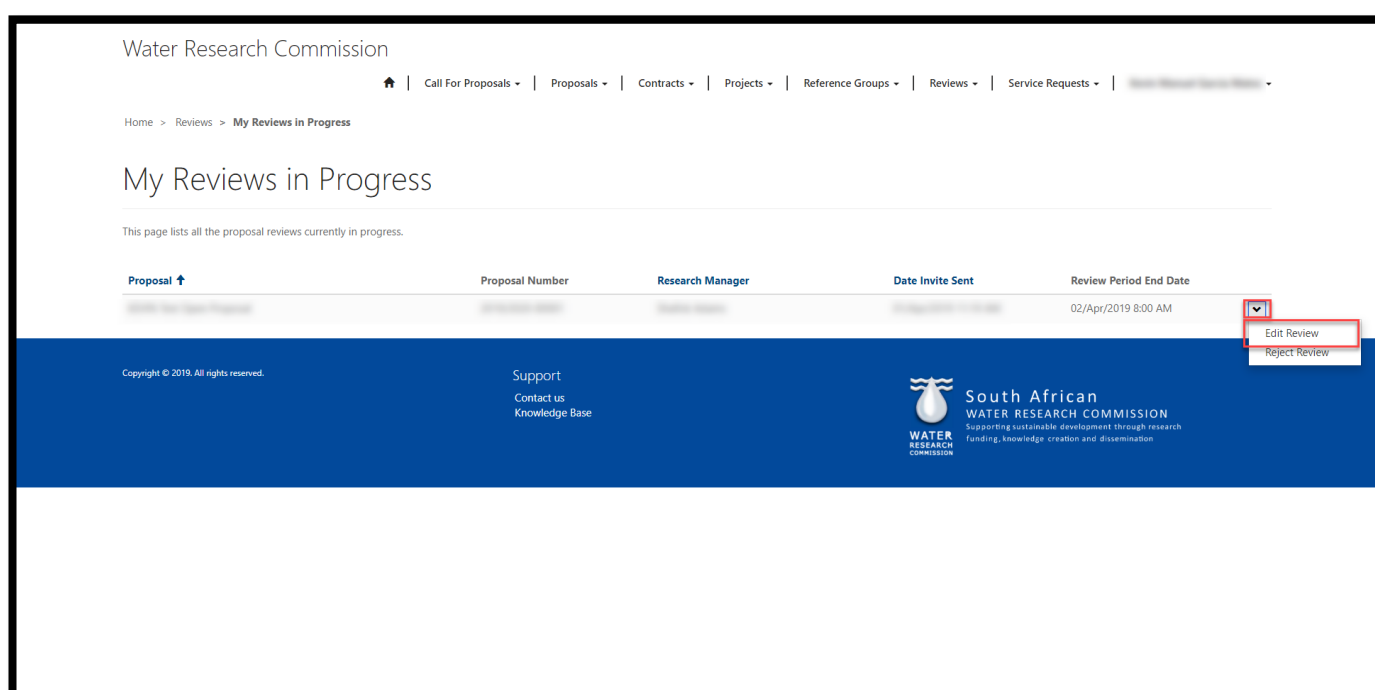 Water Research Commission
Call For Proposals | Proposals | Contracts | Projects | Reference Groups | Reviews | Service Requests |
Home > Reviews > My Reviews in Progress
My Reviews in Progress
This page lists all the proposal reviews currently in progress.
Proposal Proposal Number Research Manager Date Invite Sent Review Period End Date
02/Apr/2019 8:00 AM
Edit Review
Reject Review
Copyright © 2019. All rights reserved.
Support
Contact us
Knowledge Base
WATER
RESEARCH
COMMISSION
South African
WATER RESEARCH COMMISSION
Supporting sustainable development through research
funding, knowledge creation and dissemination